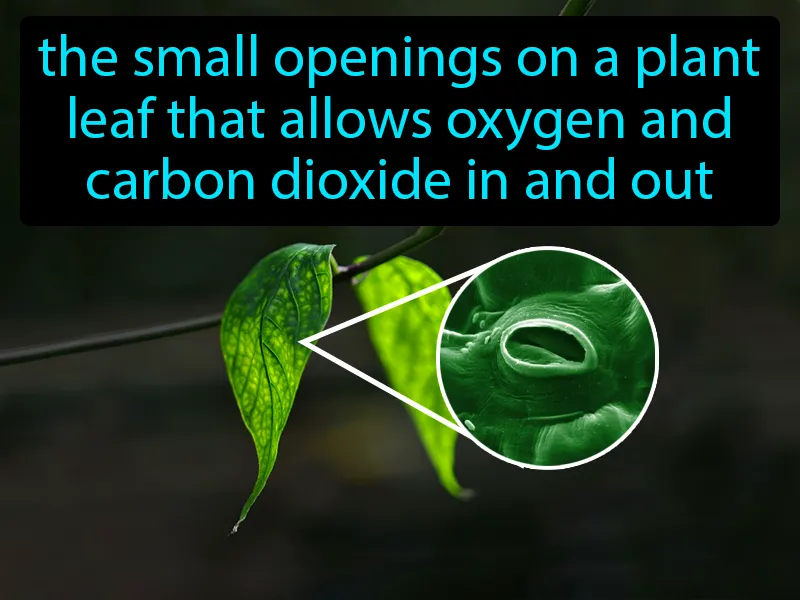 the small openings on a plant
leaf that allows oxygen and
carbon dioxide in and out